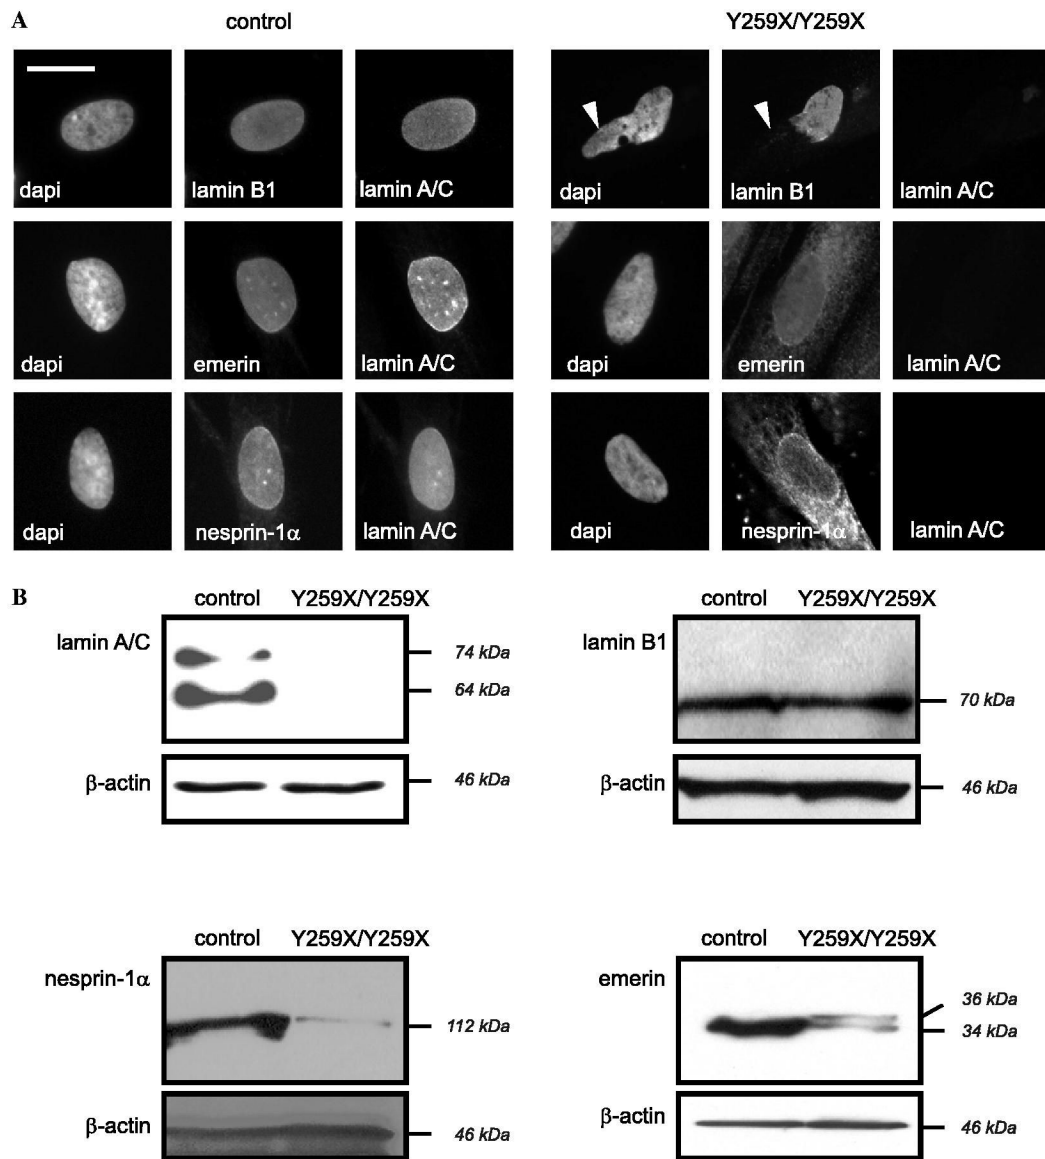 A control Y259X/Y259X
dapi lamin B1 lamin A/C dapi lamin B1 lamin A/C
dapi emerin lamin A/C dapi emerin lamin A/C
dapi nesprin-1α lamin A/C dapi nesprin-1α lamin A/C
B
control Y259X/Y259X
lamin A/C
74 kDa
64 kDa
β-actin
46 kDa
control Y259X/Y259X
lamin B1
70 kDa
β-actin
46 kDa
control Y259X/Y259X
nesprin-1α
112 kDa
β-actin
46 kDa
control Y259X/Y259X
emerin
36 kDa
34 kDa
β-actin
46 kDa